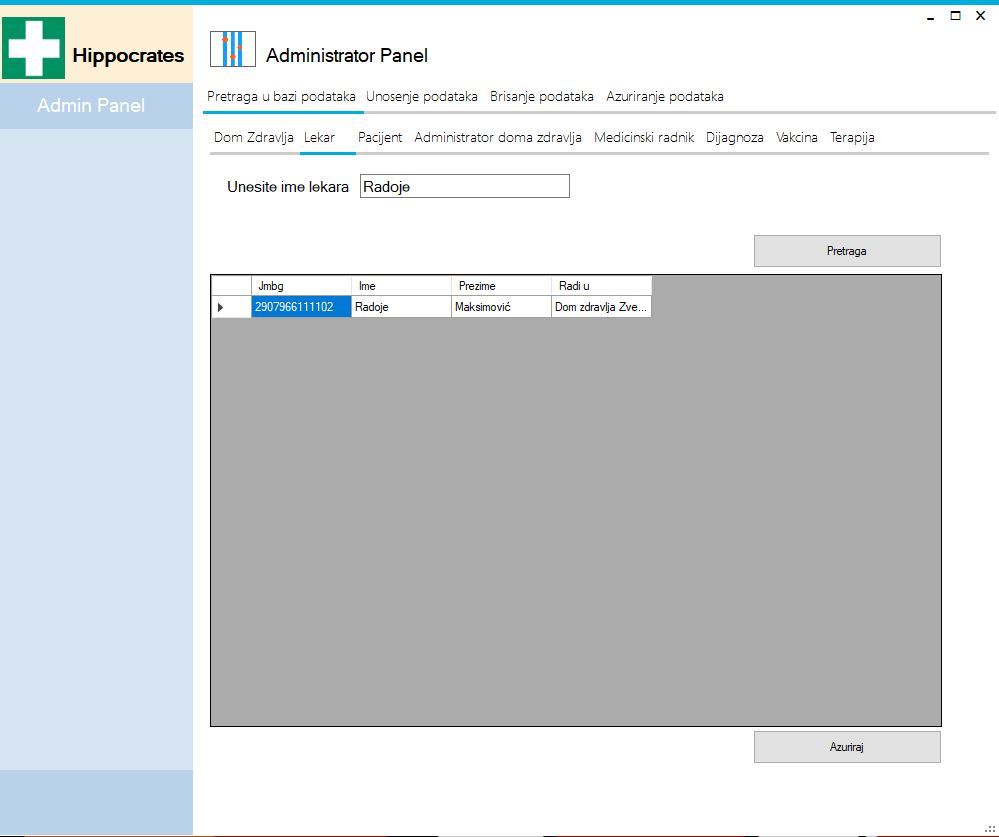 Hippocrates
Administrator Panel
Admin Panel
Pretraga u bazi podataka Unosenje podataka Brisanje podataka Azuriranje podataka
Dom Zdravlja Lekar Pacijent Administrator doma zdravlja Medicinski radnik Dijagnoza Vakcina Terapija
Unesite ime lekara Radoje
Pretraga
Jmbg Ime Prezime Radi u
2907966111102 Radoje Maksimović Dom zdravlja Zve...
Azuriraj